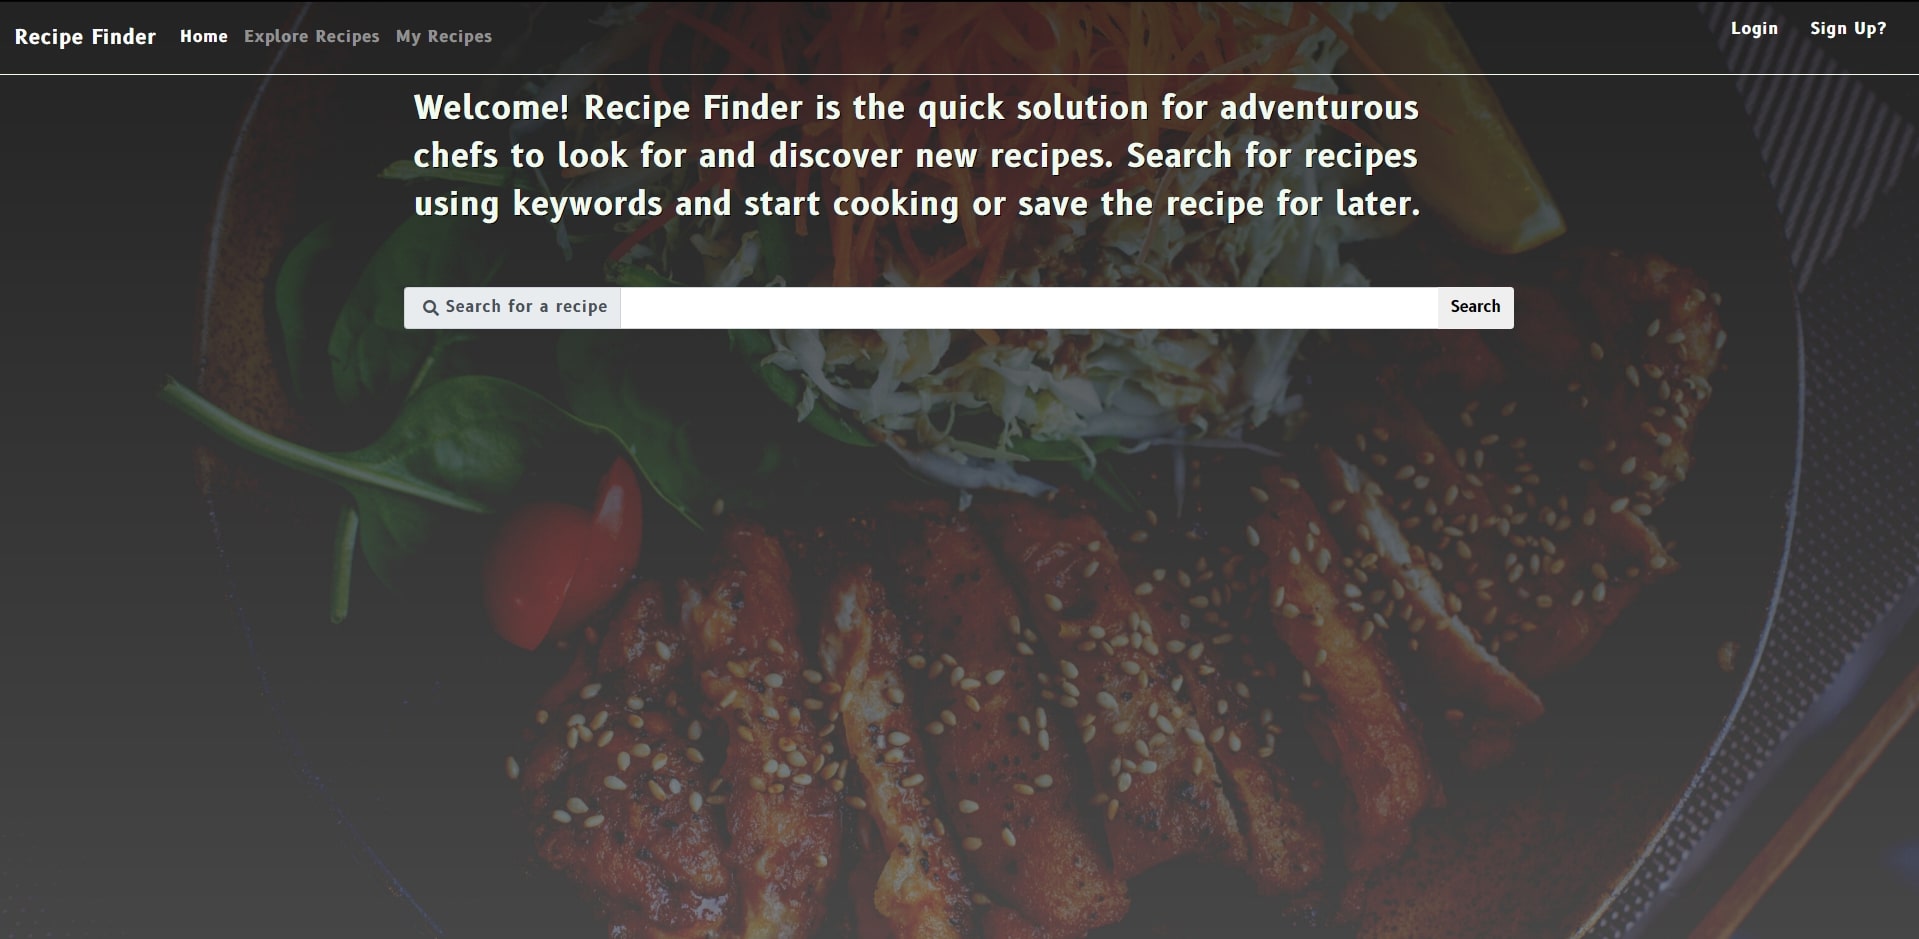 Recipe Finder Home Explore Recipes My Recipes Login Sign Up?
Welcome! Recipe Finder is the quick solution for adventurous
chefs to look for and discover new recipes. Search for recipes
using keywords and start cooking or save the recipe for later.
Search for a recipe Search